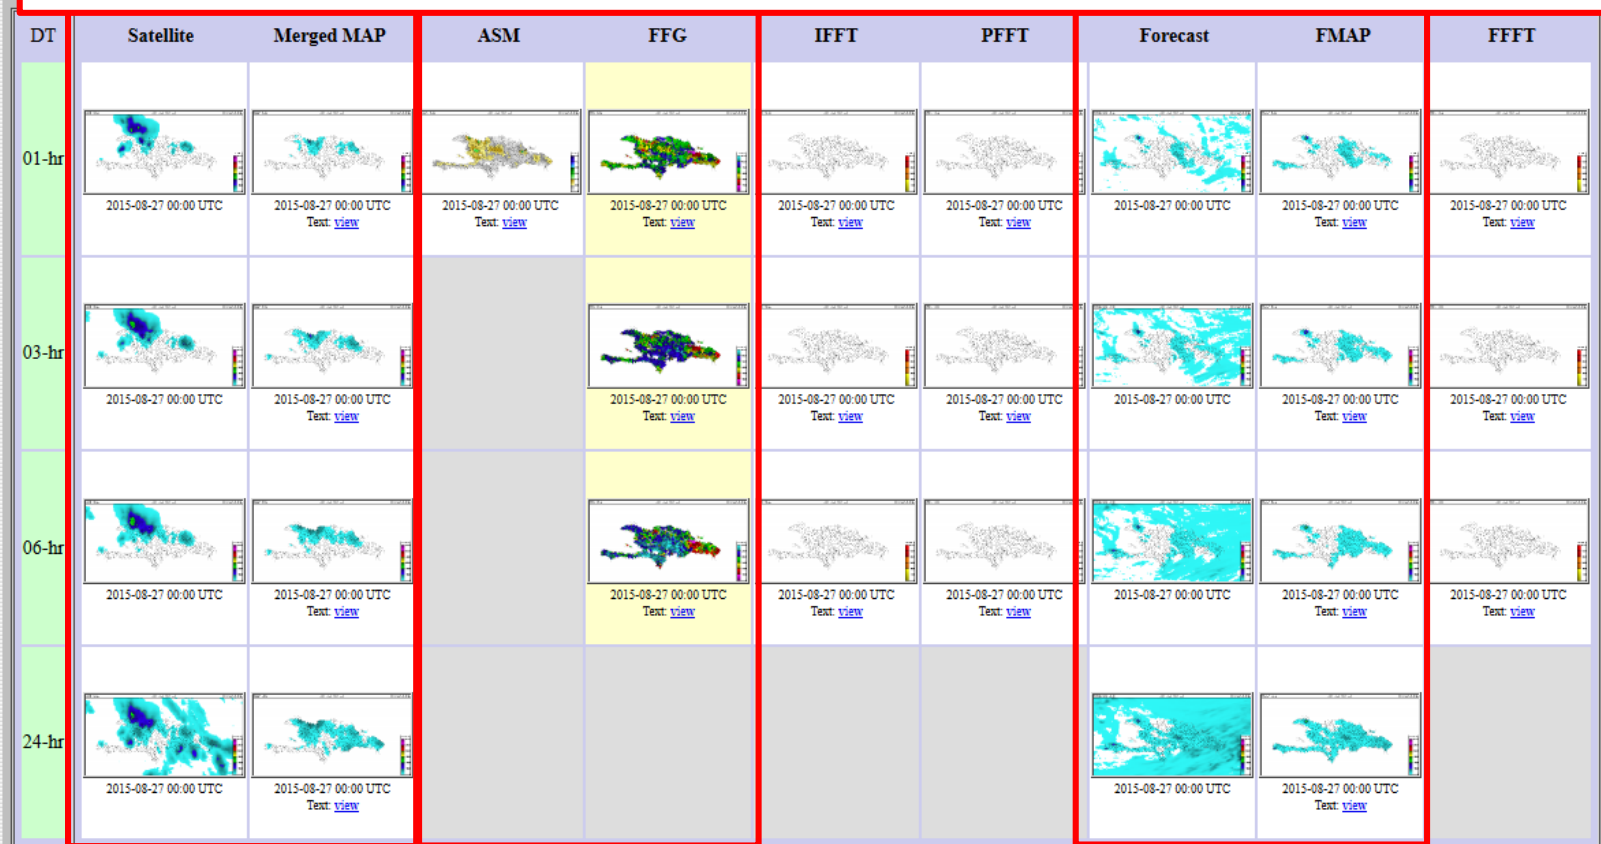 DT Satellite Merged MAP ASM FFG IFFT PFFT Forecast FMAP FFFT
01-hr
2015-08-27 00:00 UTC 2015-08-27 00:00 UTC 2015-08-27 00:00 UTC 2015-08-27 00:00 UTC 2015-08-27 00:00 UTC 2015-08-27 00:00 UTC 2015-08-27 00:00 UTC 2015-08-27 00:00 UTC 2015-08-27 00:00 UTC
Text: view Text: view Text: view Text: view Text: view Text: view Text: view
03-hr
2015-08-27 00:00 UTC 2015-08-27 00:00 UTC 2015-08-27 00:00 UTC 2015-08-27 00:00 UTC 2015-08-27 00:00 UTC 2015-08-27 00:00 UTC 2015-08-27 00:00 UTC 2015-08-27 00:00 UTC
Text: view Text: view Text: view Text: view Text: view Text: view
06-hr
2015-08-27 00:00 UTC 2015-08-27 00:00 UTC 2015-08-27 00:00 UTC 2015-08-27 00:00 UTC 2015-08-27 00:00 UTC 2015-08-27 00:00 UTC 2015-08-27 00:00 UTC 2015-08-27 00:00 UTC
Text: view Text: view Text: view Text: view Text: view Text: view
24-hr
2015-08-27 00:00 UTC 2015-08-27 00:00 UTC 2015-08-27 00:00 UTC 2015-08-27 00:00 UTC
Text: view Text: view